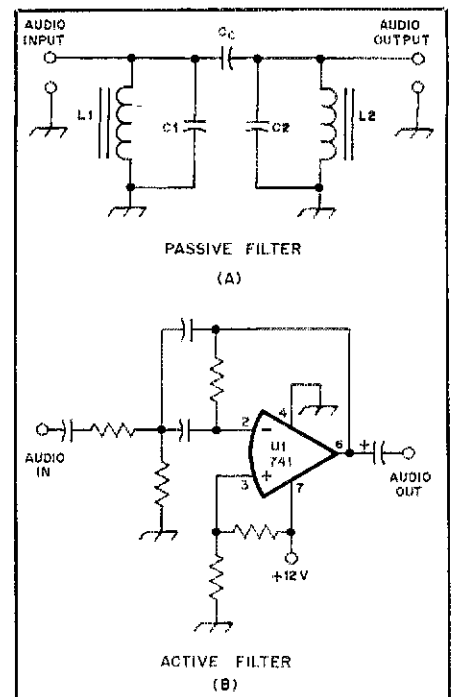 AUDIO INPUT
Cc
AUDIO OUTPUT
L1
C1
C2
L2
PASSIVE FILTER
(A)
AUDIO IN
2
-
3
+
4
U1
741
6
+
7
+12V
AUDIO OUT
ACTIVE FILTER
(B)